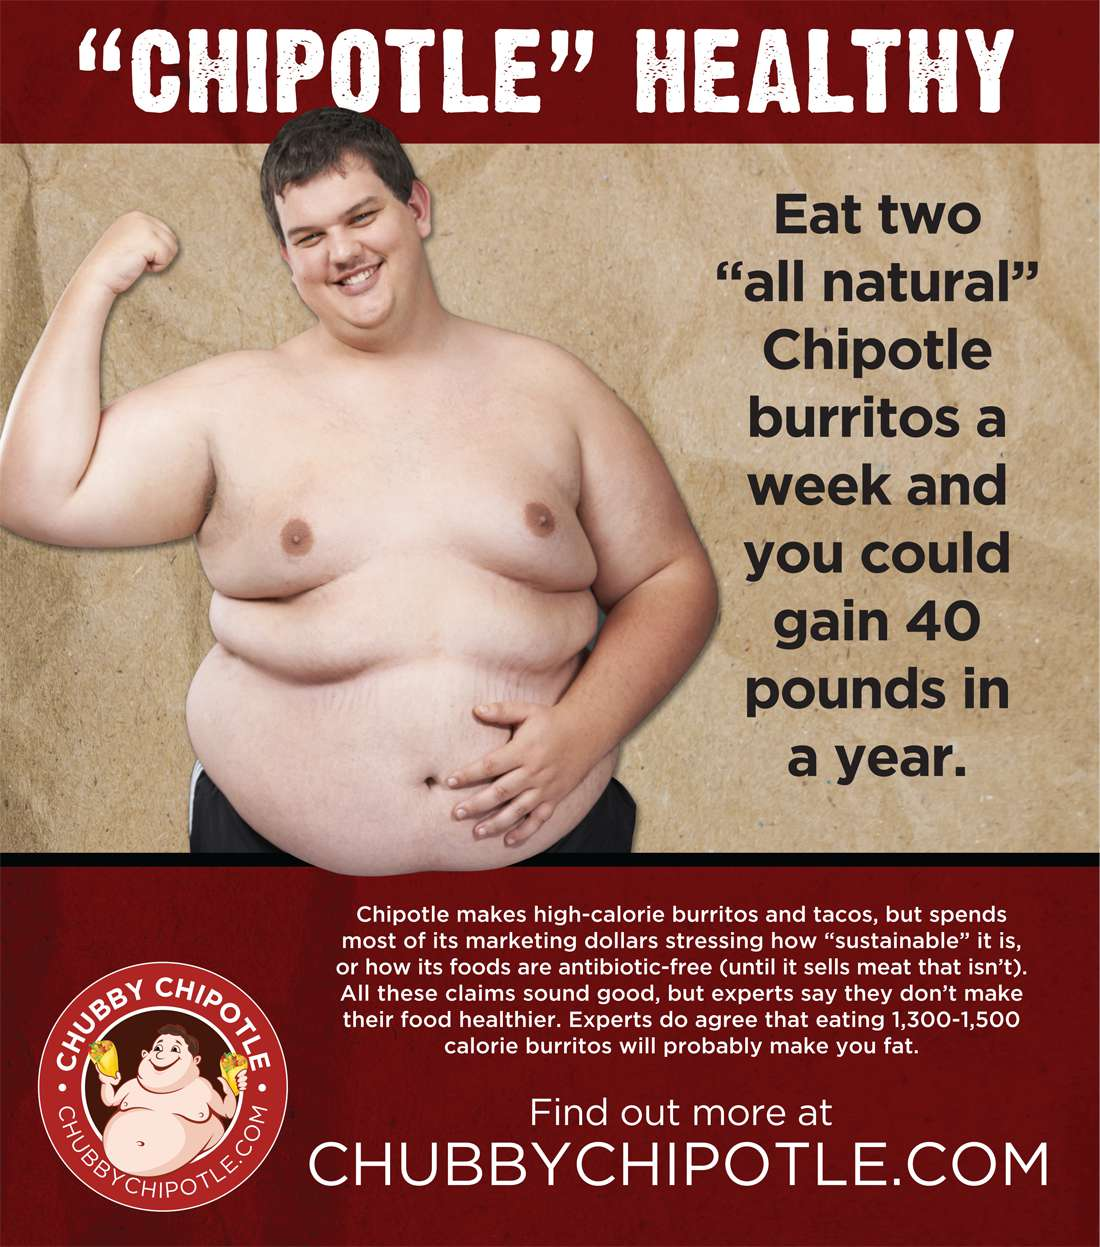 “CHIPOTLE” HEALTHY
Eat two
“all natural”
Chipotle
burritos a
week and
you could
gain 40
pounds in
a year.
Chipotle makes high-calorie burritos and tacos, but spends
most of its marketing dollars stressing how “sustainable” it is,
or how its foods are antibiotic-free (until it sells meat that isn’t).
All these claims sound good, but experts say they don’t make
their food healthier. Experts do agree that eating 1,300-1,500
calorie burritos will probably make you fat.
Find out more at
CHUBBYCHIPOTLE.COM
• CHUBBY CHIPOTLE •
CHUBBYCHIPOTLE.COM